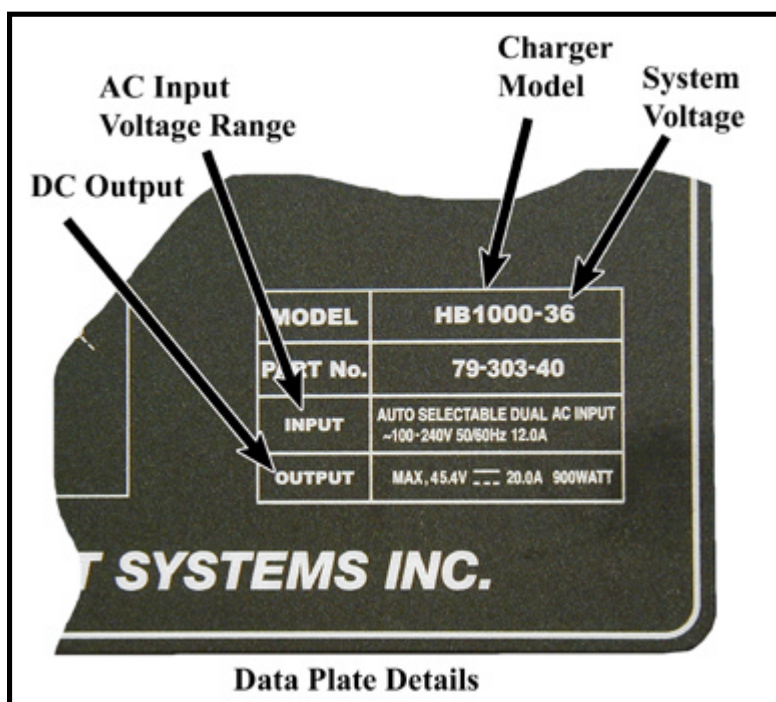 Charger
Model
AC Input
Voltage Range
System
Voltage
DC Output
MODEL HB1000-36
PART No. 79-303-40
INPUT AUTO SELECTABLE DUAL AC INPUT
~100-240V 50/60Hz 12.0A
OUTPUT MAX, 45.4V 20.0A 900WATT
T SYSTEMS INC.
Data Plate Details